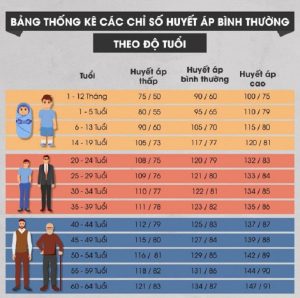 BẢNG THỐNG KÊ CÁC CHỈ SỐ HUYẾT ÁP BÌNH THƯỜNG
THEO ĐỘ TUỔI
Tuổi Huyết áp thấp Huyết áp bình thường Huyết áp cao
1 - 12 Tháng 75 / 50 90 / 60 100 / 75
1 - 5 Tuổi 80 / 55 95 / 65 110 / 79
6 - 13 Tuổi 90 / 60 105 / 70 115 / 80
14 - 19 Tuổi 105 / 73 117 / 77 120 / 81
20 - 24 Tuổi 108 / 75 120 / 79 132 / 83
25 - 29 Tuổi 109 / 76 121 / 80 133 / 84
30 - 34 Tuổi 110 / 77 122 / 81 134 / 85
35 - 39 Tuổi 111 / 78 123 / 82 135 / 86
40 - 44 Tuổi 112 / 79 125 / 83 137 / 87
45 - 49 Tuổi 115 / 80 127 / 84 139 / 88
50 - 54 Tuổi 116 / 81 129 / 85 142 / 89
55 - 59 Tuổi 118 / 82 131 / 86 144 / 90
60 - 64 Tuổi 121 / 83 134 / 87 147 / 91